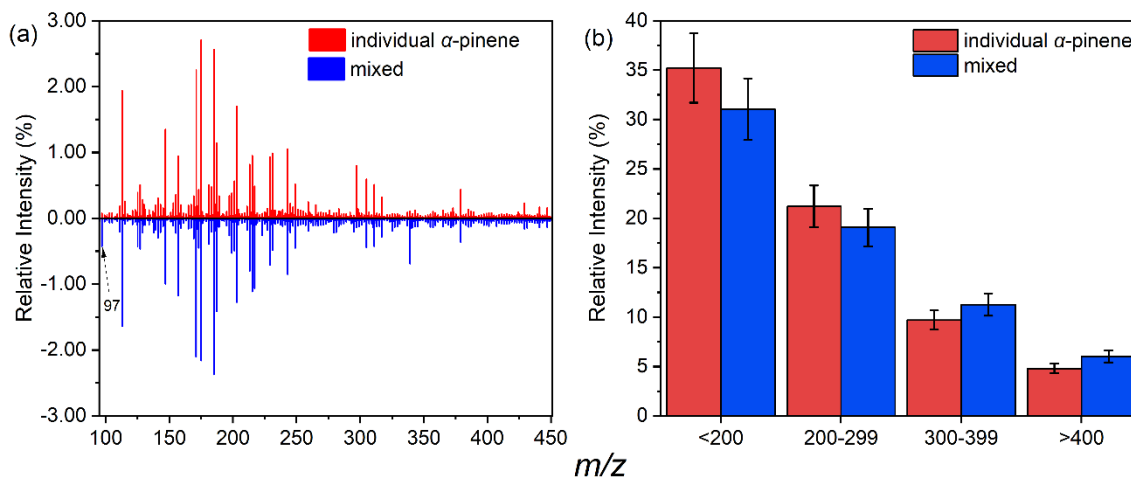 (a)
individual α-pinene
mixed
Relative Intensity (%)
3.00
2.00
1.00
0.00
-1.00
-2.00
-3.00
97
100 150 200 250 300 350 400 450
(b)
individual α-pinene
mixed
Relative Intensity (%)
40
35
30
25
20
15
10
5
0
<200 200-299 300-399 >400
m/z